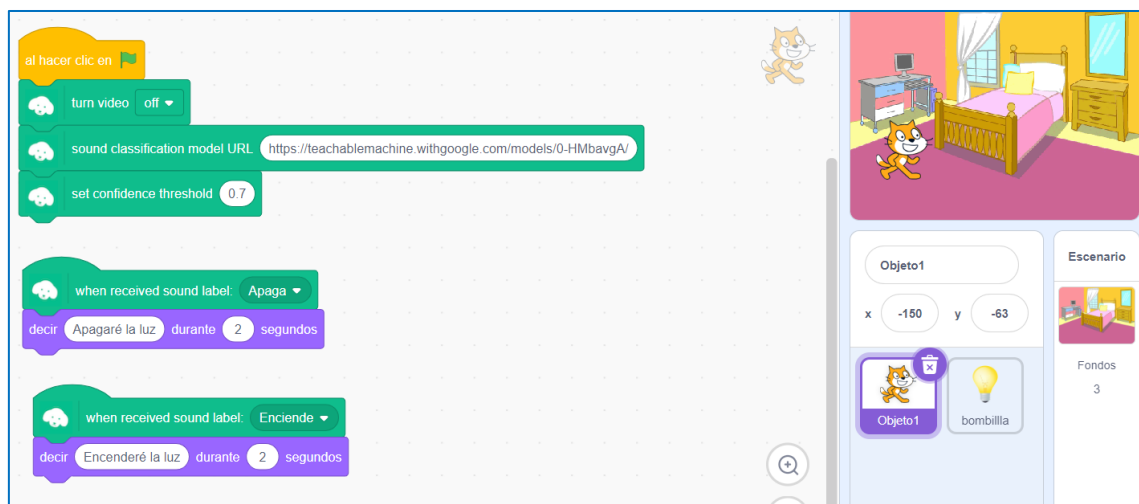 al hacer clic en
turn video off
sound classification model URL https://teachablemachine.withgoogle.com/models/0-HMbavgA/
set confidence threshold 0.7
when received sound label: Apaga
decir Apagaré la luz durante 2 segundos
when received sound label: Enciende
decir Encenderé la luz durante 2 segundos
Objeto1
x -150 y -63
Objeto1
bombillla
Escenario
Fondos
3